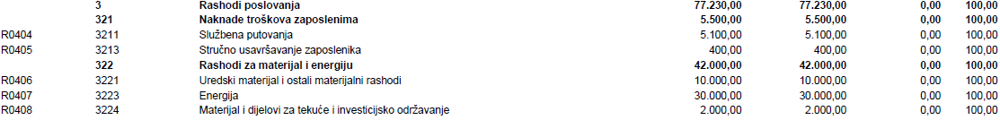 3 Rashodi poslovanja 77.230,00 77.230,00 0,00 100,00
321 Naknade troškova zaposlenima 5.500,00 5.500,00 0,00 100,00
R0404 3211 Službena putovanja 5.100,00 5.100,00 0,00 100,00
R0405 3213 Stručno usavršavanje zaposlenika 400,00 400,00 0,00 100,00
322 Rashodi za materijal i energiju 42.000,00 42.000,00 0,00 100,00
R0406 3221 Uredski materijal i ostali materijalni rashodi 10.000,00 10.000,00 0,00 100,00
R0407 3223 Energija 30.000,00 30.000,00 0,00 100,00
R0408 3224 Materijal i dijelovi za tekuće i investicijsko održavanje 2.000,00 2.000,00 0,00 100,00